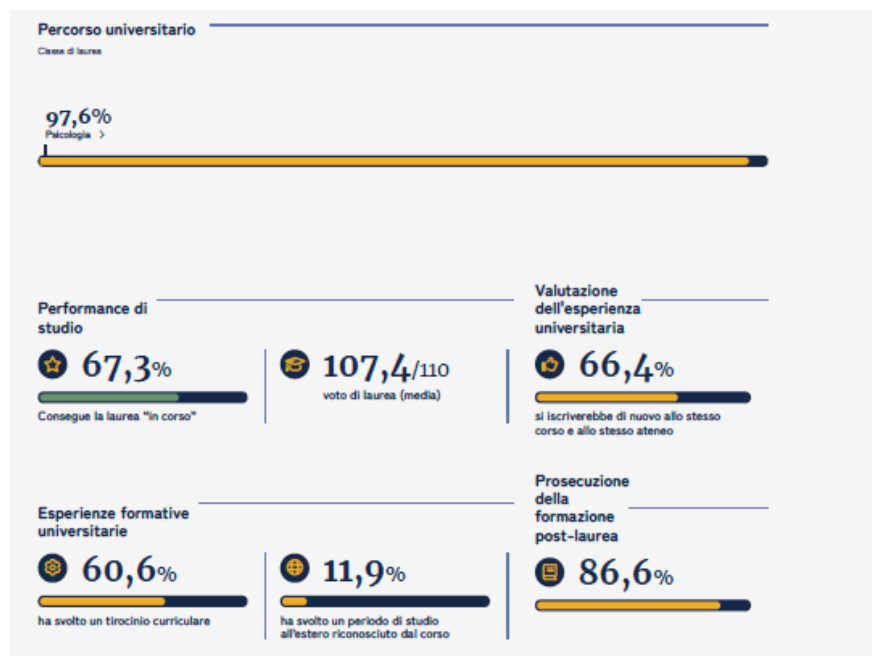 Percorso universitario
Classe di laurea
97,6%
Psicologia >
Performance di
studio
67,3%
Consegue la laurea "in corso"
107,4/110
voto di laurea (media)
Valutazione
dell'esperienza
universitaria
66,4%
si iscriverebbe di nuovo allo stesso
corso e allo stesso ateneo
Esperienze formative
universitarie
60,6%
ha svolto un tirocinio curriculare
11,9%
ha svolto un periodo di studio
all'estero riconosciuto dal corso
Prosecuzione
della
formazione
post-laurea
86,6%